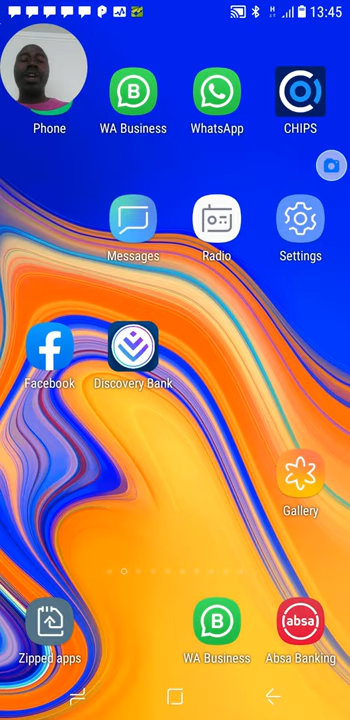 13:45
Phone
WA Business
WhatsApp
CHIPS
Messages
Radio
Settings
Facebook
Discovery Bank
Gallery
Zipped apps
WA Business
absa
Absa Banking